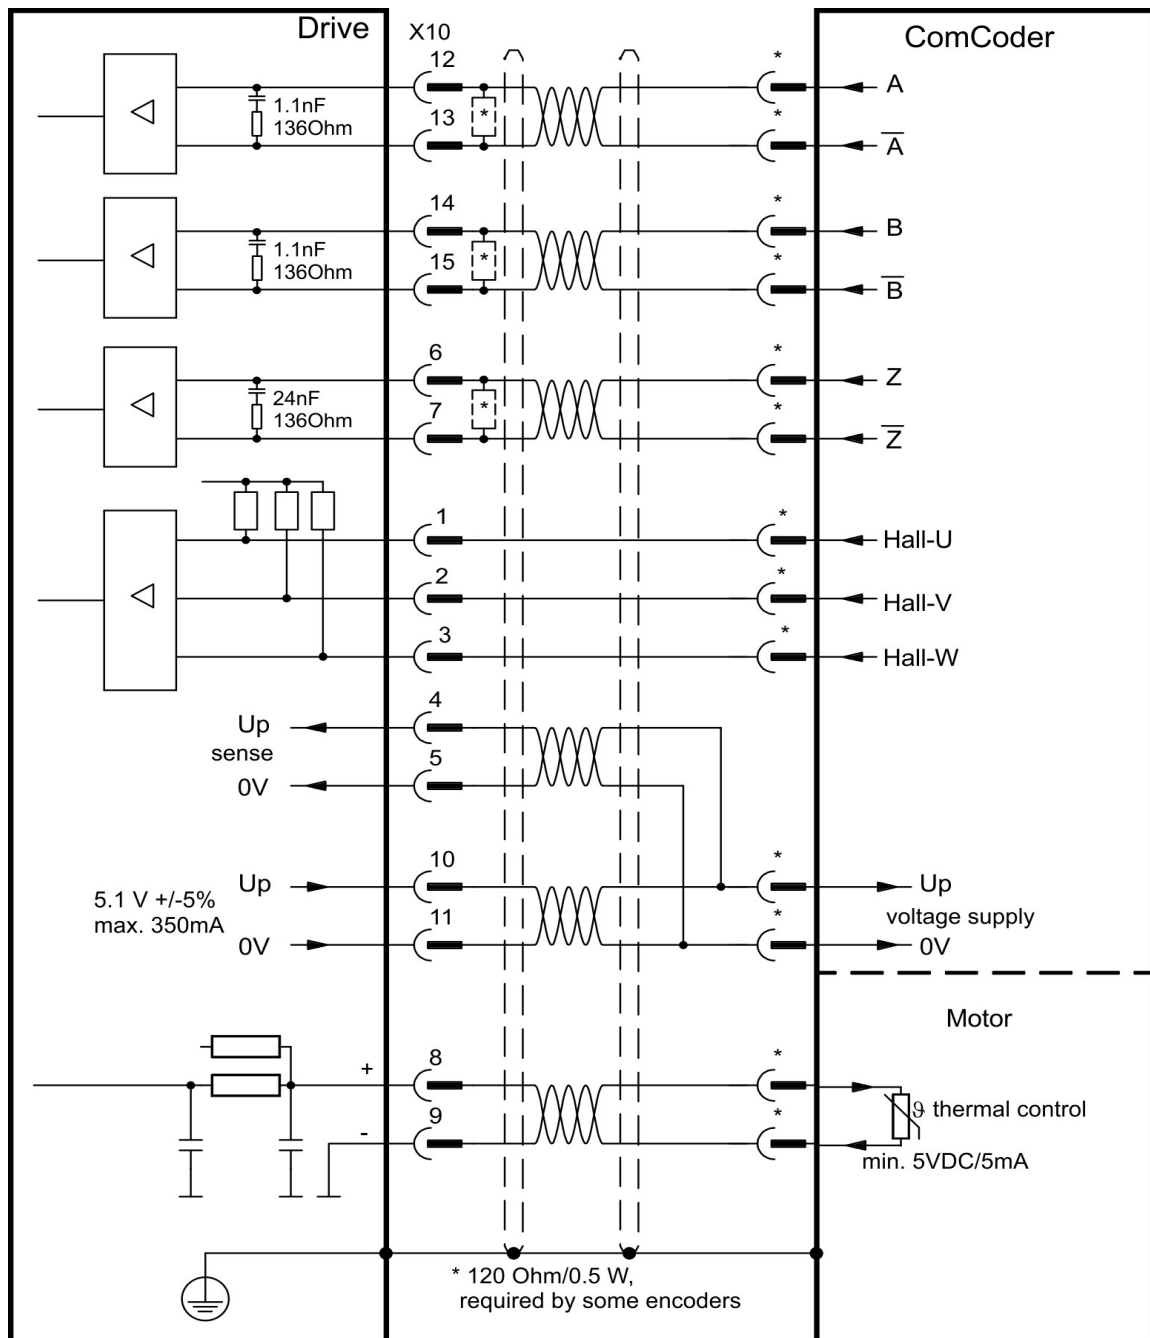 Drive
X10
ComCoder
12
*
A
1.1nF
*
136Ohm
13
*
A̅
14
*
B
1.1nF
*
136Ohm
15
*
B̅
6
*
Z
24nF
*
136Ohm
7
*
Z̅
1
*
Hall-U
2
*
Hall-V
3
*
Hall-W
4
Up
sense
5
0V
10
*
Up
Up
5.1 V +/-5%
max. 350mA
11
*
voltage supply
0V
0V
Motor
8
*
+
ϑ thermal control
9
*
-
min. 5VDC/5mA
* 120 Ohm/0.5 W,
required by some encoders